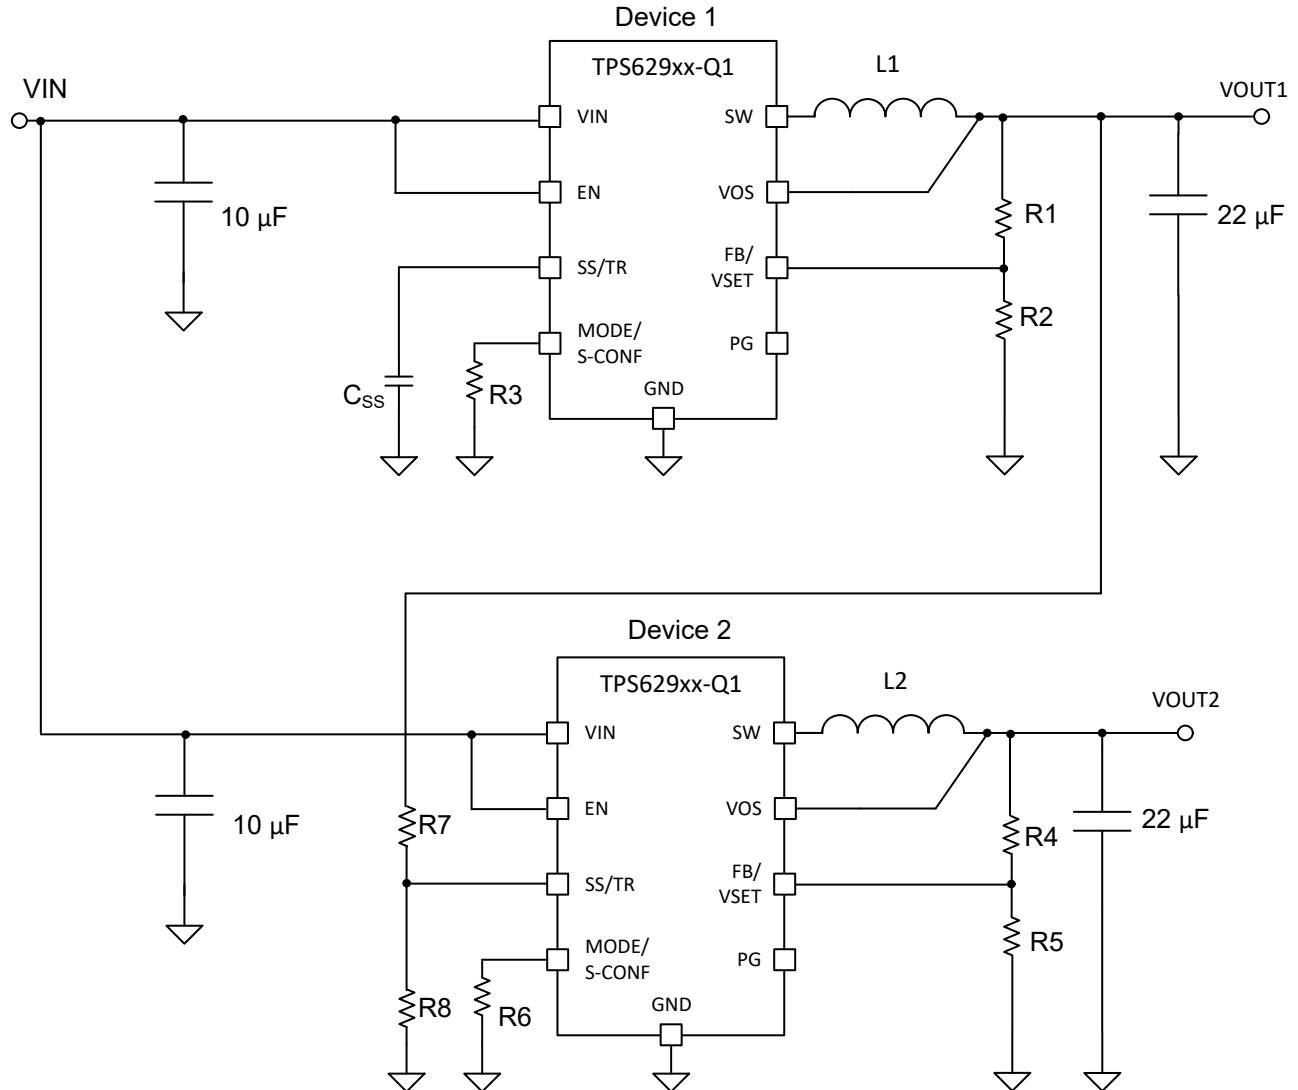 Device 1
TPS629xx-Q1
L1
VIN
VOUT1
VIN
SW
EN
VOS
10 µF
R1
22 µF
SS/TR
FB/
VSET
R2
MODE/
S-CONF
PG
CSS
R3
GND
Device 2
TPS629xx-Q1
L2
VOUT2
VIN
SW
EN
VOS
10 µF
R7
R4
22 µF
SS/TR
FB/
VSET
R5
MODE/
S-CONF
PG
R8
R6
GND